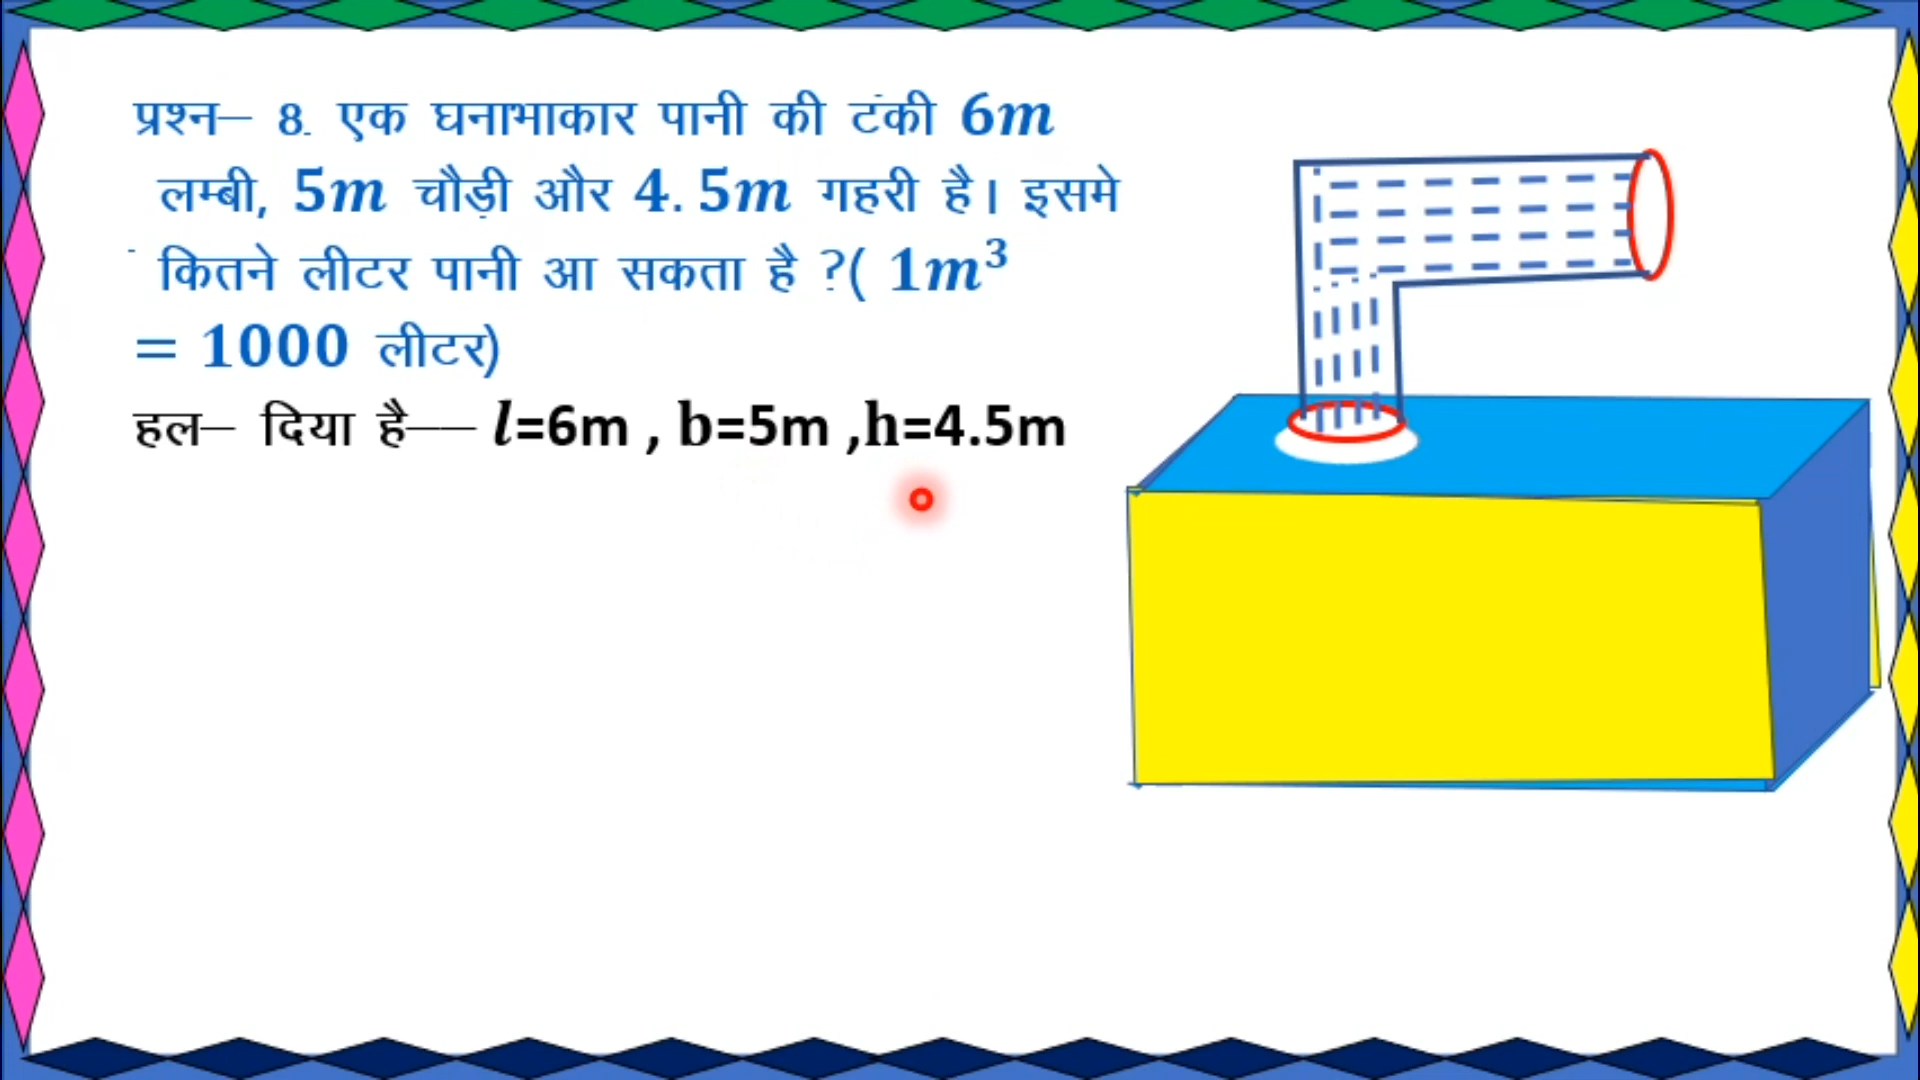 प्रश्न— 8. एक घनाभाकार पानी की टंकी 6m
लम्बी, 5m चौड़ी और 4.5m गहरी है। इसमे
कितने लीटर पानी आ सकता है ?( 1m³
= 1000 लीटर)
हल— दिया है—— l=6m , b=5m ,h=4.5m